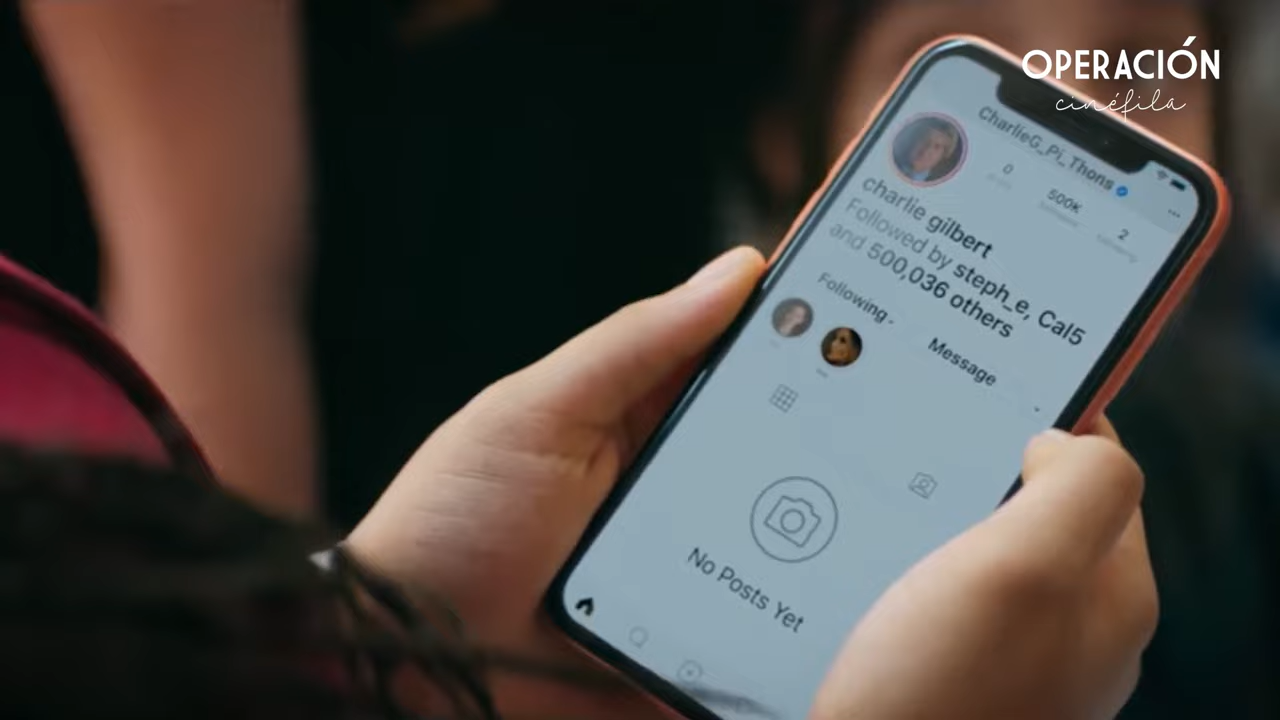 OPERACIÓN
cinéfila
CharlieG_Pi_Thons
0 500K 2
charlie gilbert
Followed by steph_e, Cal5
and 500,036 others
Following Message
No Posts Yet